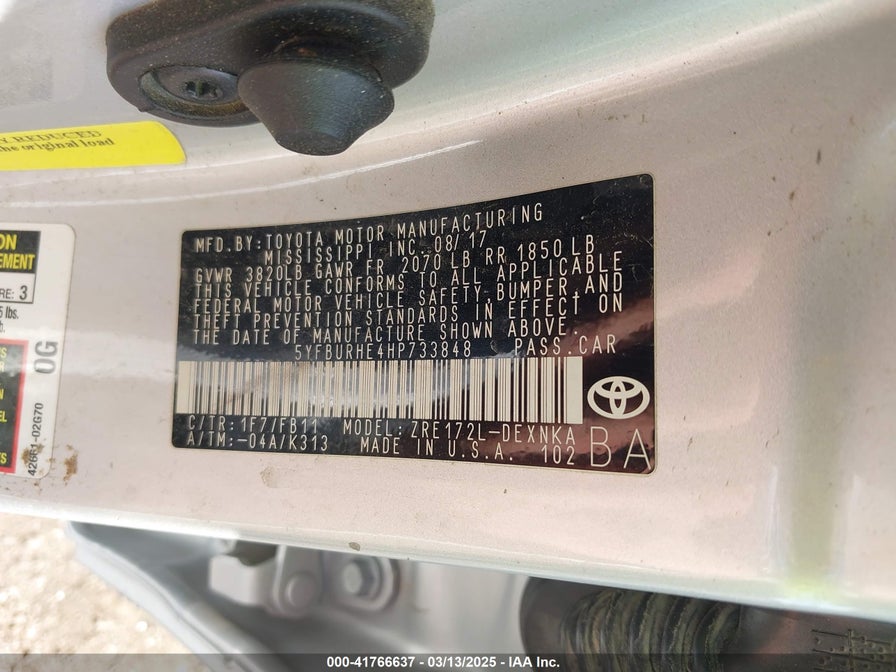 Y REDUCED
the original load
ON
EMENT
RE: 3
5 lbs.
b.
TS
OG
42661-02G70
MFD.BY:TOYOTA MOTOR MANUFACTURING
MISSISSIPPI INC. 08/17
GVWR 3820LB GAWR FR 2070 LB RR 1850 LB
THIS VEHICLE CONFORMS TO ALL APPLICABLE
FEDERAL MOTOR VEHICLE SAFETY,BUMPER,AND
THEFT PREVENTION STANDARDS IN EFFECT ON
THE DATE OF MANUFACTURE SHOWN ABOVE.
5YFBURHE4HP733848 PASS.CAR
C/TR:1F7/FB11 MODEL:ZRE172L-DEXNKA
A/TM:-04A/K313 MADE IN U.S.A. 102 BA
000-41766637 - 03/13/2025 - IAA Inc.